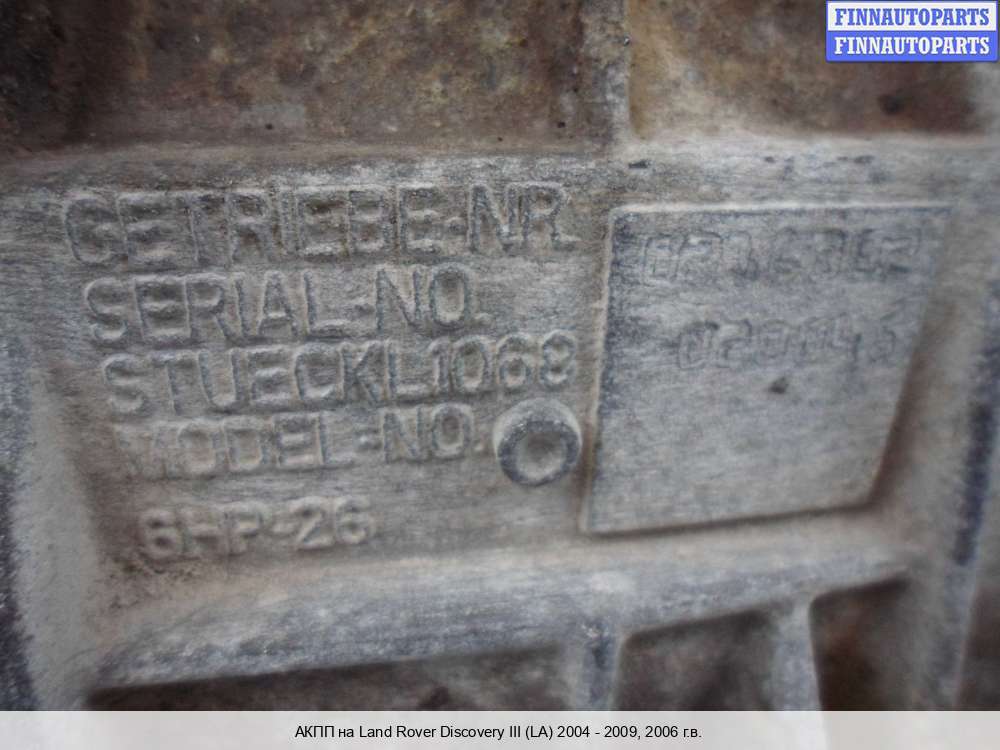 FINNAUTOPARTS
FINNAUTOPARTS
GETRIEBE-NR.
SERIAL-NO.
STUECKL1068
MODEL-NO.
6HP-26
АКПП на Land Rover Discovery III (LA) 2004 - 2009, 2006 г.в.